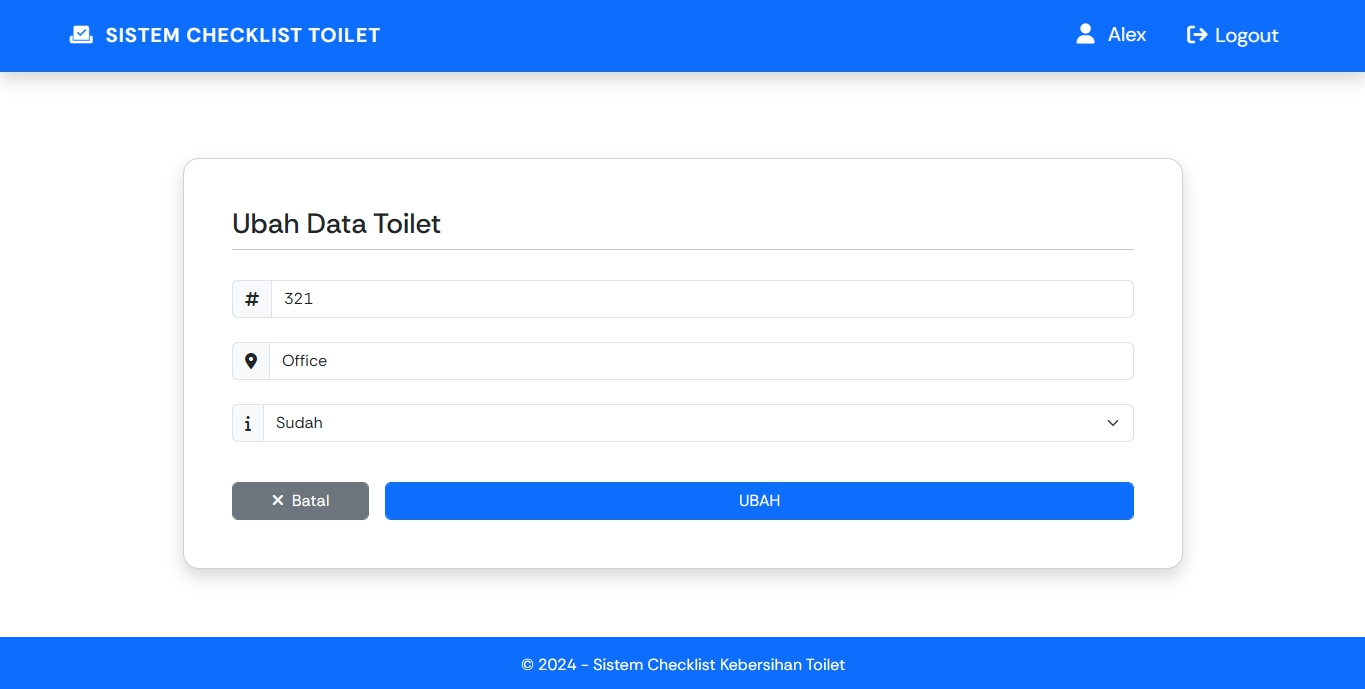 SISTEM CHECKLIST TOILET
Alex
Logout
Ubah Data Toilet
# 321
Office
i Sudah
× Batal
UBAH
© 2024 - Sistem Checklist Kebersihan Toilet